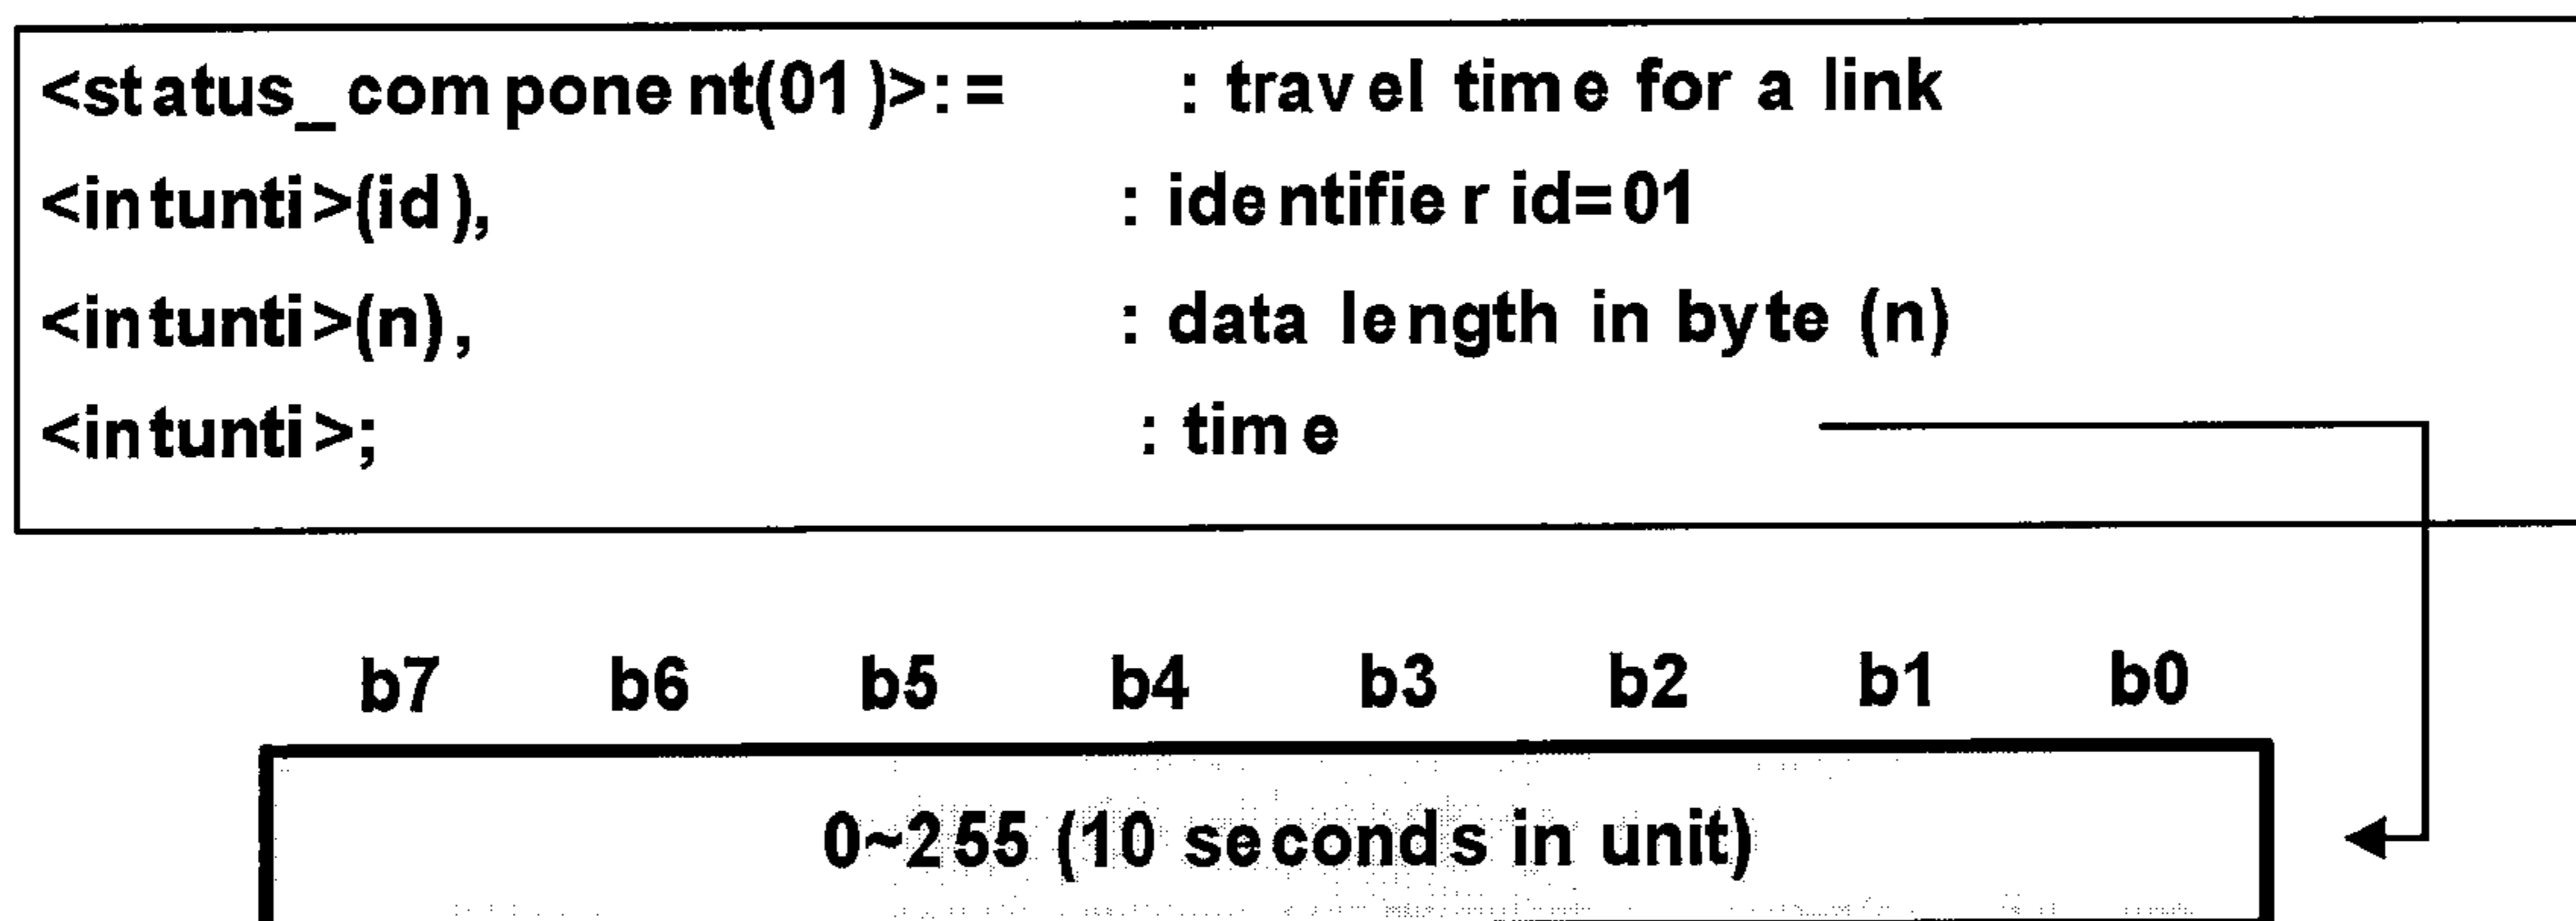 <status_component(01)>:= : travel time for a link
<intunti>(id), : identifier id=01
<intunti>(n), : data length in byte (n)
<intunti>; : time
b7 b6 b5 b4 b3 b2 b1 b0
0~255 (10 seconds in unit)